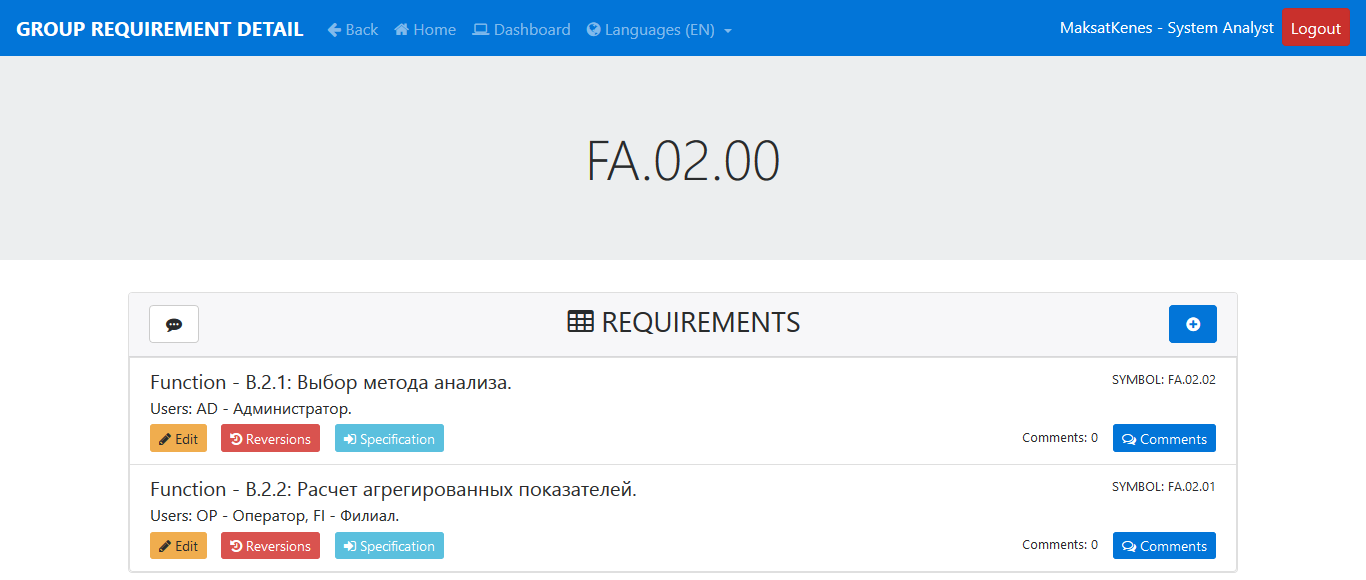 GROUP REQUIREMENT DETAIL Back Home Dashboard Languages (EN) MaksatKenes - System Analyst Logout
FA.02.00
REQUIREMENTS
Function - B.2.1: Выбор метода анализа. SYMBOL: FA.02.02
Users: AD - Администратор.
Edit Reversions Specification Comments: 0 Comments
Function - B.2.2: Расчет агрегированных показателей. SYMBOL: FA.02.01
Users: OP - Оператор, FI - Филиал.
Edit Reversions Specification Comments: 0 Comments